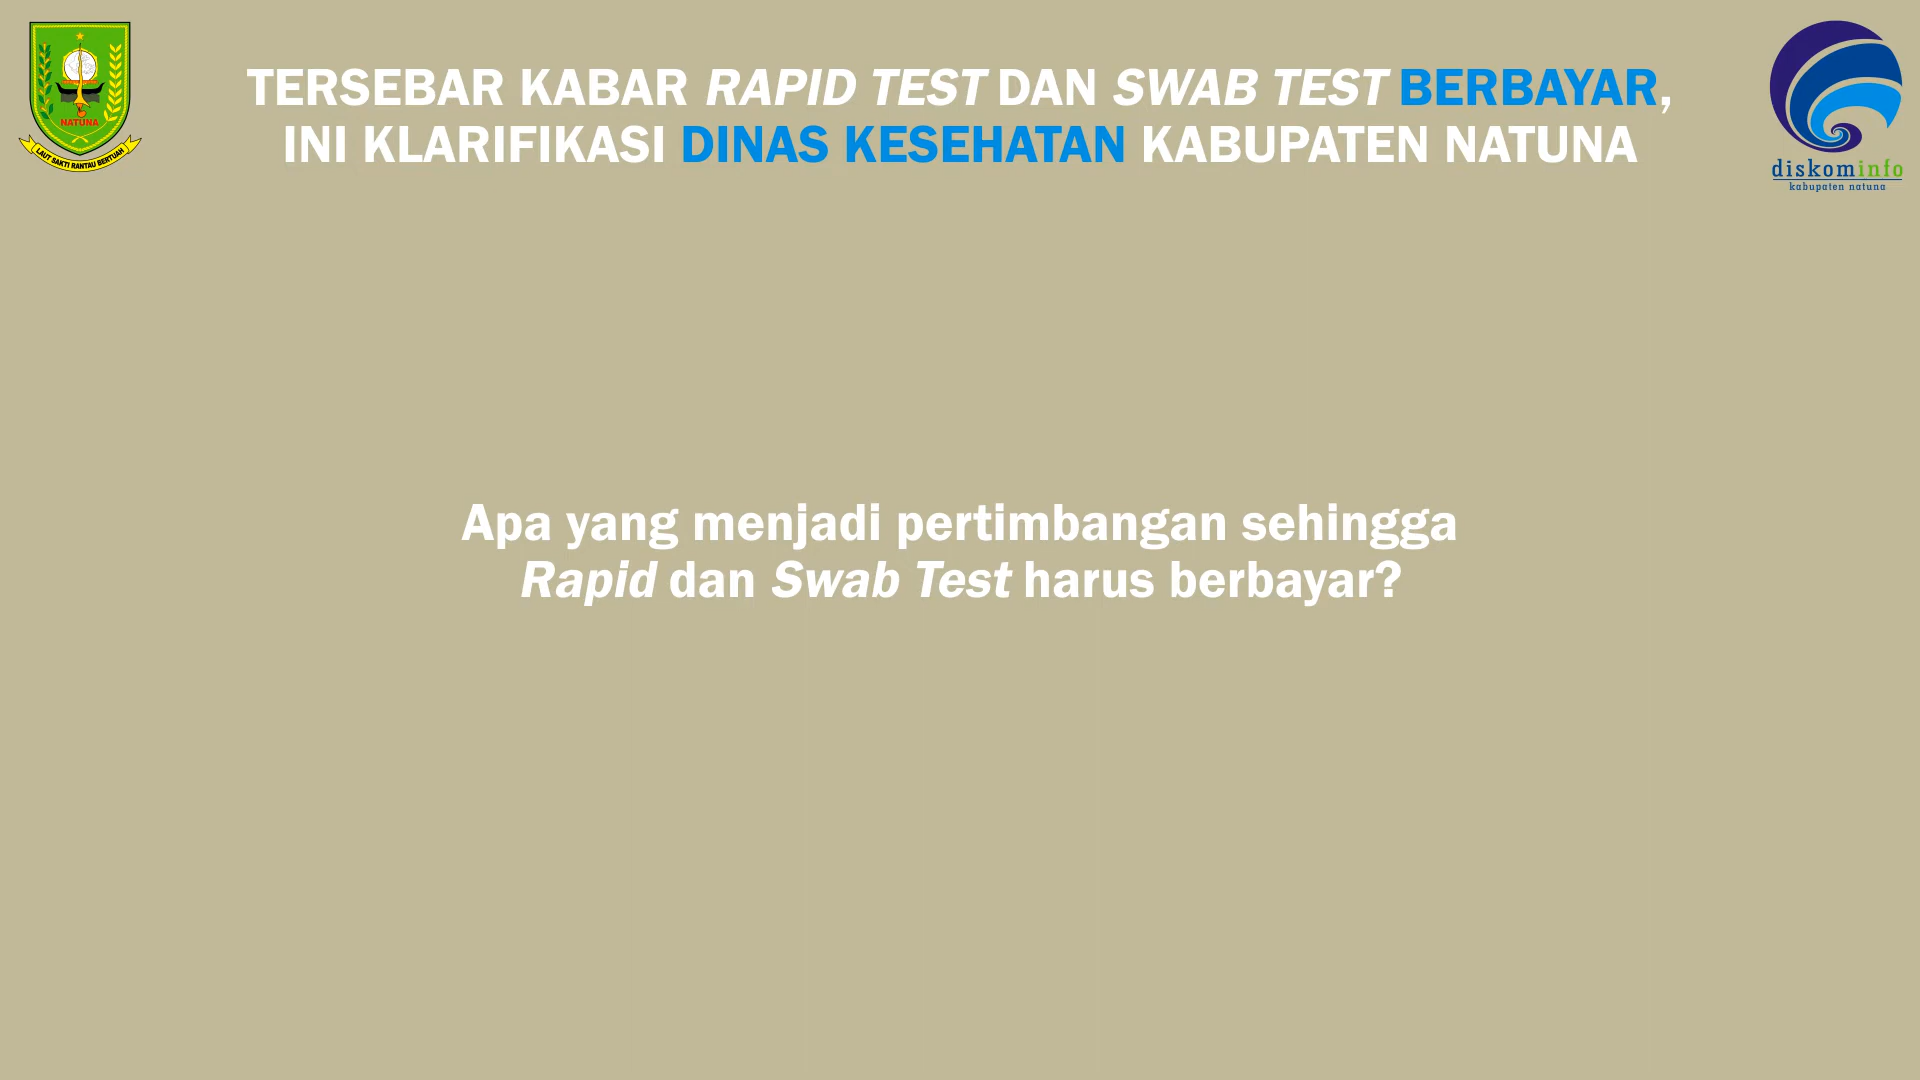 TERSEBAR KABAR RAPID TEST DAN SWAB TEST BERBAYAR,
INI KLARIFIKASI DINAS KESEHATAN KABUPATEN NATUNA
NATUNA
LAUT SAKTI RANTAU BERTUAH
diskominfo
kabupaten natuna
Apa yang menjadi pertimbangan sehingga
Rapid dan Swab Test harus berbayar?